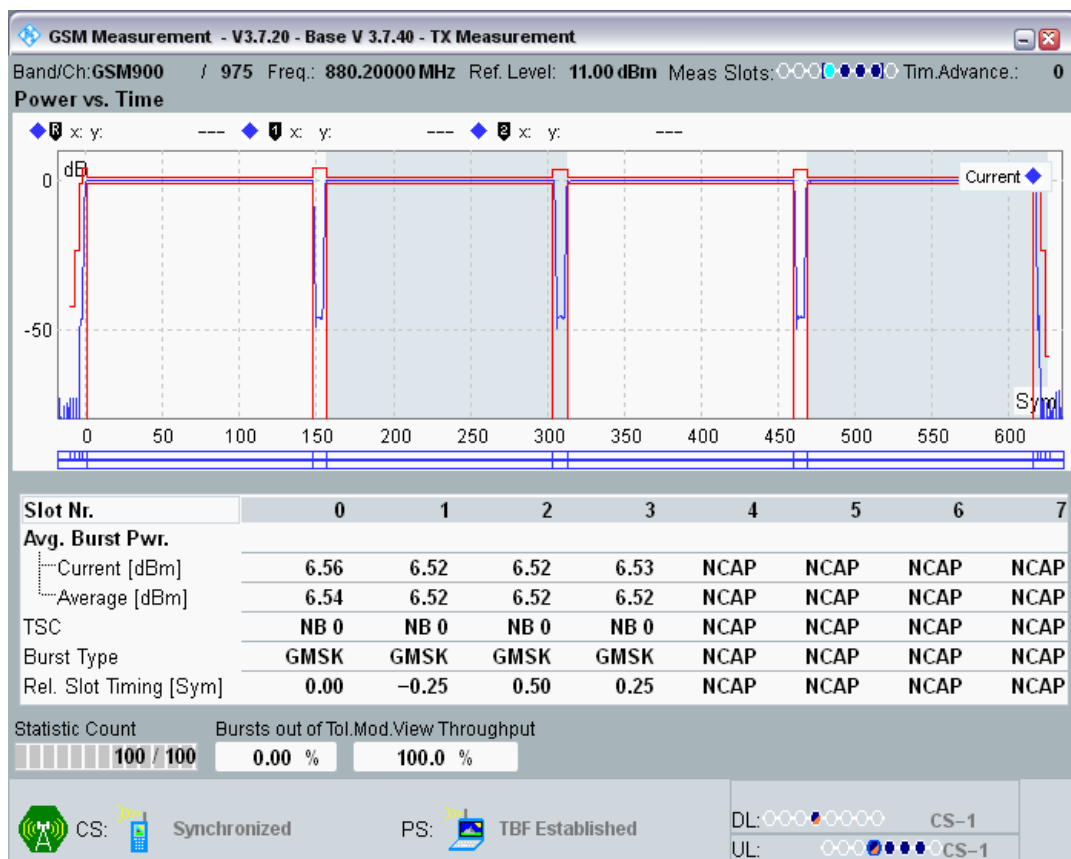 GSM Measurement - V3.7.20 - Base V 3.7.40 - TX Measurement
Band/Ch:GSM900 / 975 Freq.: 880.20000 MHz Ref. Level: 11.00 dBm Meas Slots: Tim.Advance.: 0
Power vs. Time
R x: y: --- 1 x: y: --- 2 x: y: ---
dB
Current
0
-50
Sym
0 50 100 150 200 250 300 350 400 450 500 550 600
Slot Nr. 0 1 2 3 4 5 6 7
Avg. Burst Pwr.
Current [dBm] 6.56 6.52 6.52 6.53 NCAP NCAP NCAP NCAP
Average [dBm] 6.54 6.52 6.52 6.52 NCAP NCAP NCAP NCAP
TSC NB 0 NB 0 NB 0 NB 0 NCAP NCAP NCAP NCAP
Burst Type GMSK GMSK GMSK GMSK NCAP NCAP NCAP NCAP
Rel. Slot Timing [Sym] 0.00 −0.25 0.50 0.25 NCAP NCAP NCAP NCAP
Statistic Count Bursts out of Tol. Mod.View Throughput
100 / 100 0.00 % 100.0 %
CS: Synchronized PS: TBF Established DL: CS−1
UL: CS−1